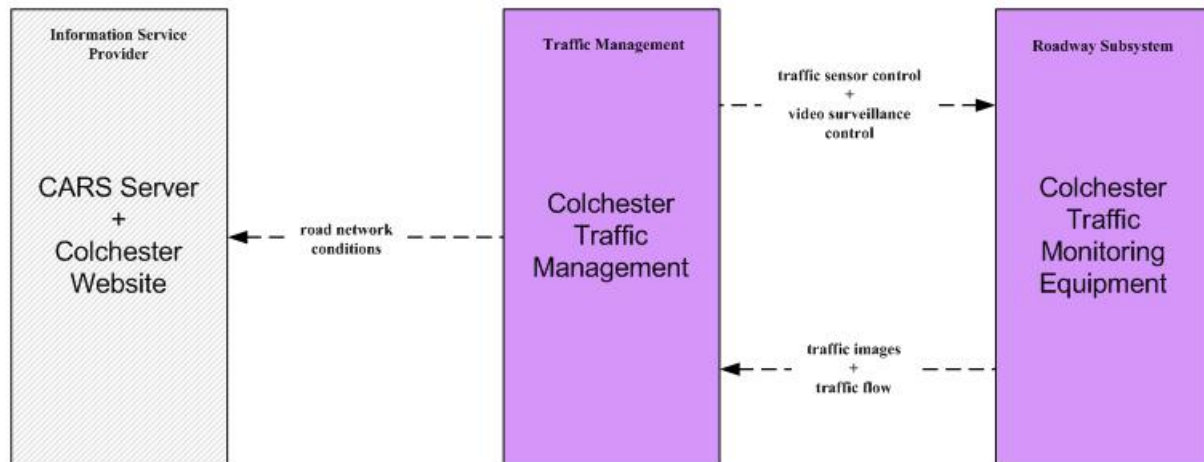 Information Service
Provider
CARS Server
+
Colchester
Website
road network
conditions
Traffic Management
Colchester
Traffic
Management
traffic sensor control
+
video surveillance
control
traffic images
+
traffic flow
Roadway Subsystem
Colchester
Traffic
Monitoring
Equipment